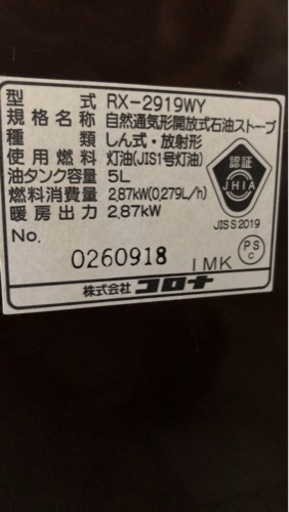 型式 RX-2919WY
規格名称 自然通気形開放式石油ストーブ
種類 しん式・放射形
使用燃料 灯油(JIS1号灯油)
油タンク容量 5L
燃料消費量 2.87kW(0.279L/h)
暖房出力 2.87kW
認証
JHIA
JIS S 2019
No.
0260918 1MK
PS
C
株式会社 コロナ